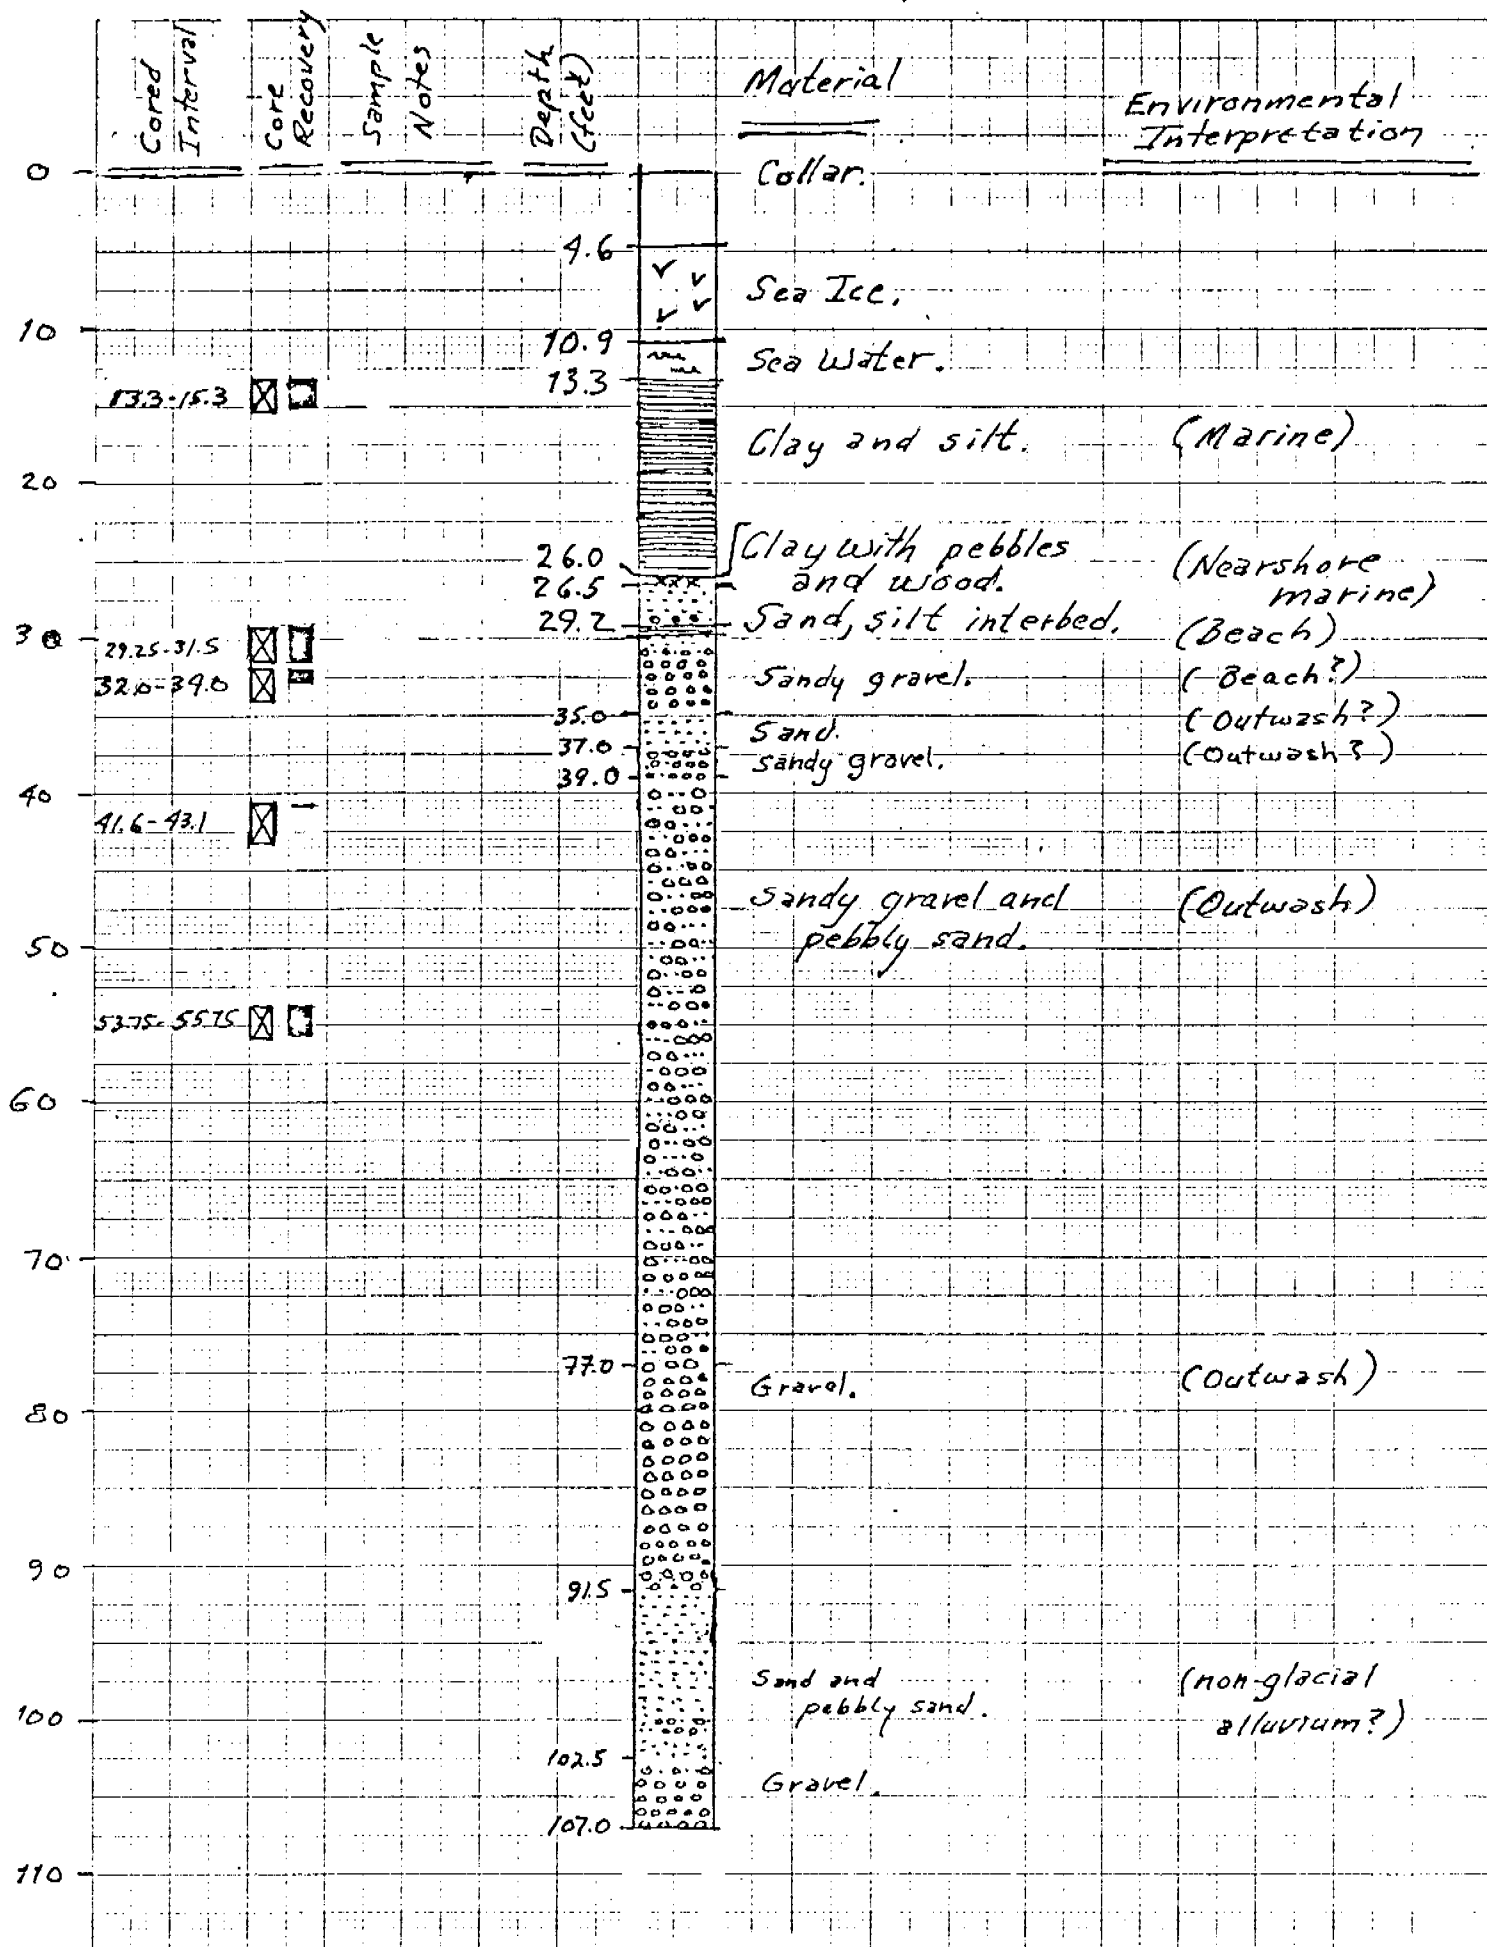 Cored Interval
Core Recovery
Sample Notes
Depth (feet)
Material
Environmental
Interpretation
0
Collar.
4.6
Sea Ice.
10
10.9
Sea Water.
13.3
13.3-15.3
Clay and silt. (Marine)
20
26.0
Clay with pebbles
and wood.
(Nearshore
marine)
26.5
29.2
Sand, silt interbed. (Beach)
30
29.25-31.5
32.0-34.0
Sandy gravel. (Beach?)
35.0
Sand. (Outwash?)
37.0
Sandy gravel. (Outwash?)
39.0
40
41.6-43.1
Sandy gravel and
pebbly sand.
(Outwash)
50
53.75-55.75
60
70
77.0
Gravel. (Outwash)
80
90
91.5
Sand and
pebbly sand.
(non-glacial
alluvium?)
100
102.5
Gravel.
107.0
110